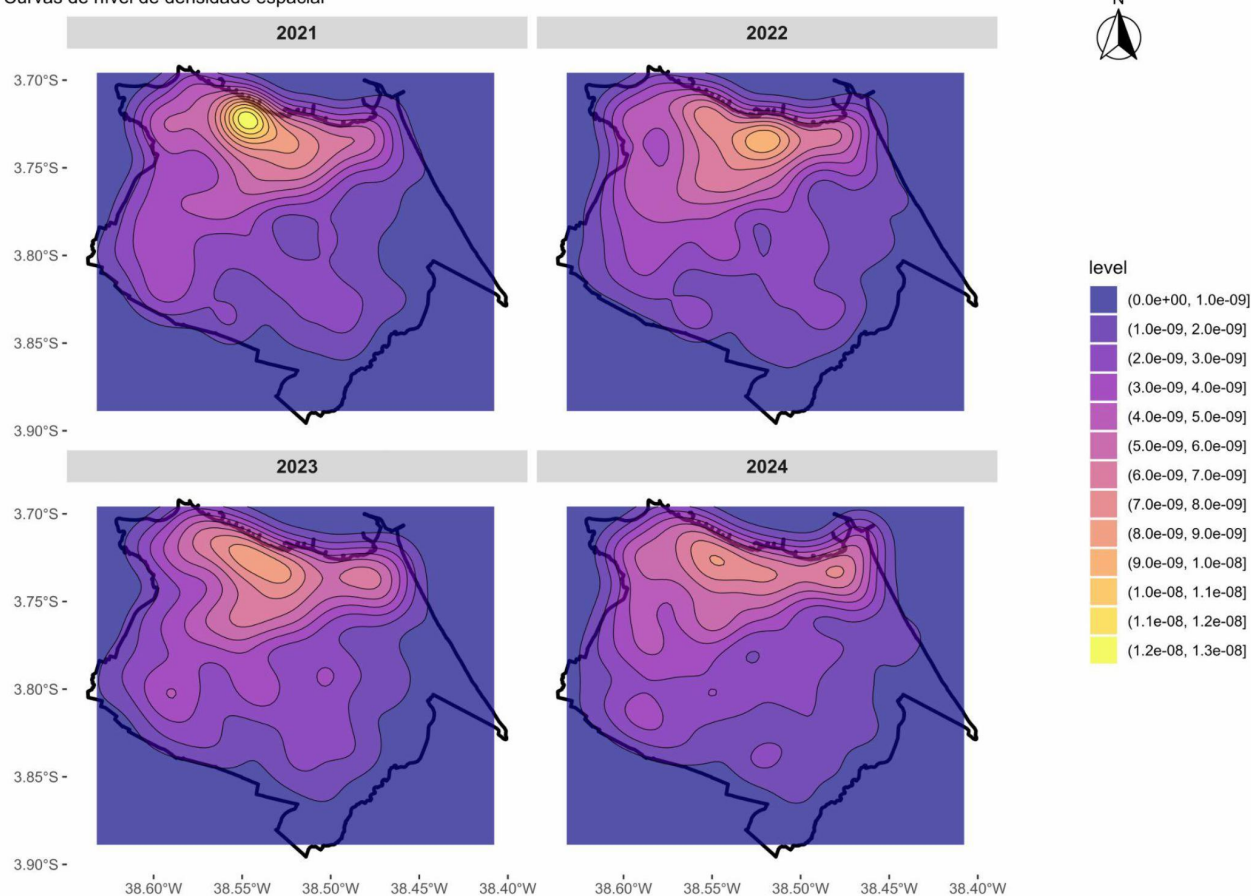 Curvas de nível de densidade espacial
N
2021
2022
3.70°S
3.75°S
3.80°S
3.85°S
3.90°S
level
(0.0e+00, 1.0e-09]
(1.0e-09, 2.0e-09]
(2.0e-09, 3.0e-09]
(3.0e-09, 4.0e-09]
(4.0e-09, 5.0e-09]
(5.0e-09, 6.0e-09]
(6.0e-09, 7.0e-09]
(7.0e-09, 8.0e-09]
(8.0e-09, 9.0e-09]
(9.0e-09, 1.0e-08]
(1.0e-08, 1.1e-08]
(1.1e-08, 1.2e-08]
(1.2e-08, 1.3e-08]
2023
2024
3.70°S
3.75°S
3.80°S
3.85°S
3.90°S
38.60°W 38.55°W 38.50°W 38.45°W 38.40°W
38.60°W 38.55°W 38.50°W 38.45°W 38.40°W